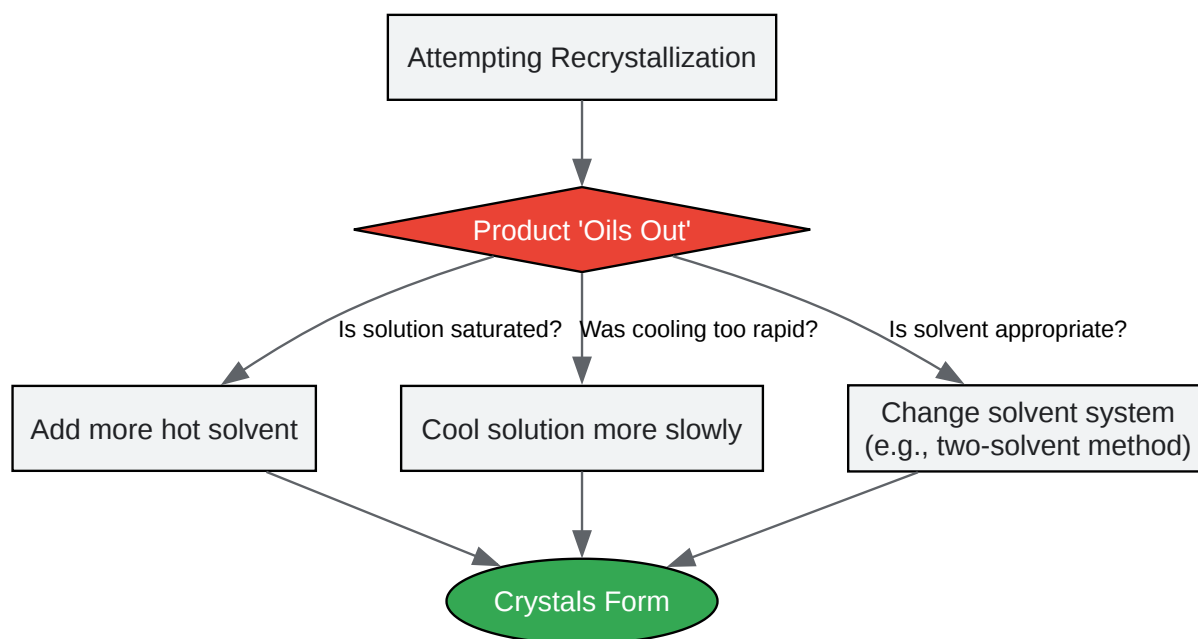 Attempting Recrystallization
Product 'Oils Out'
Is solution saturated?
Was cooling too rapid?
Is solvent appropriate?
Add more hot solvent
Cool solution more slowly
Change solvent system
(e.g., two-solvent method)
Crystals Form